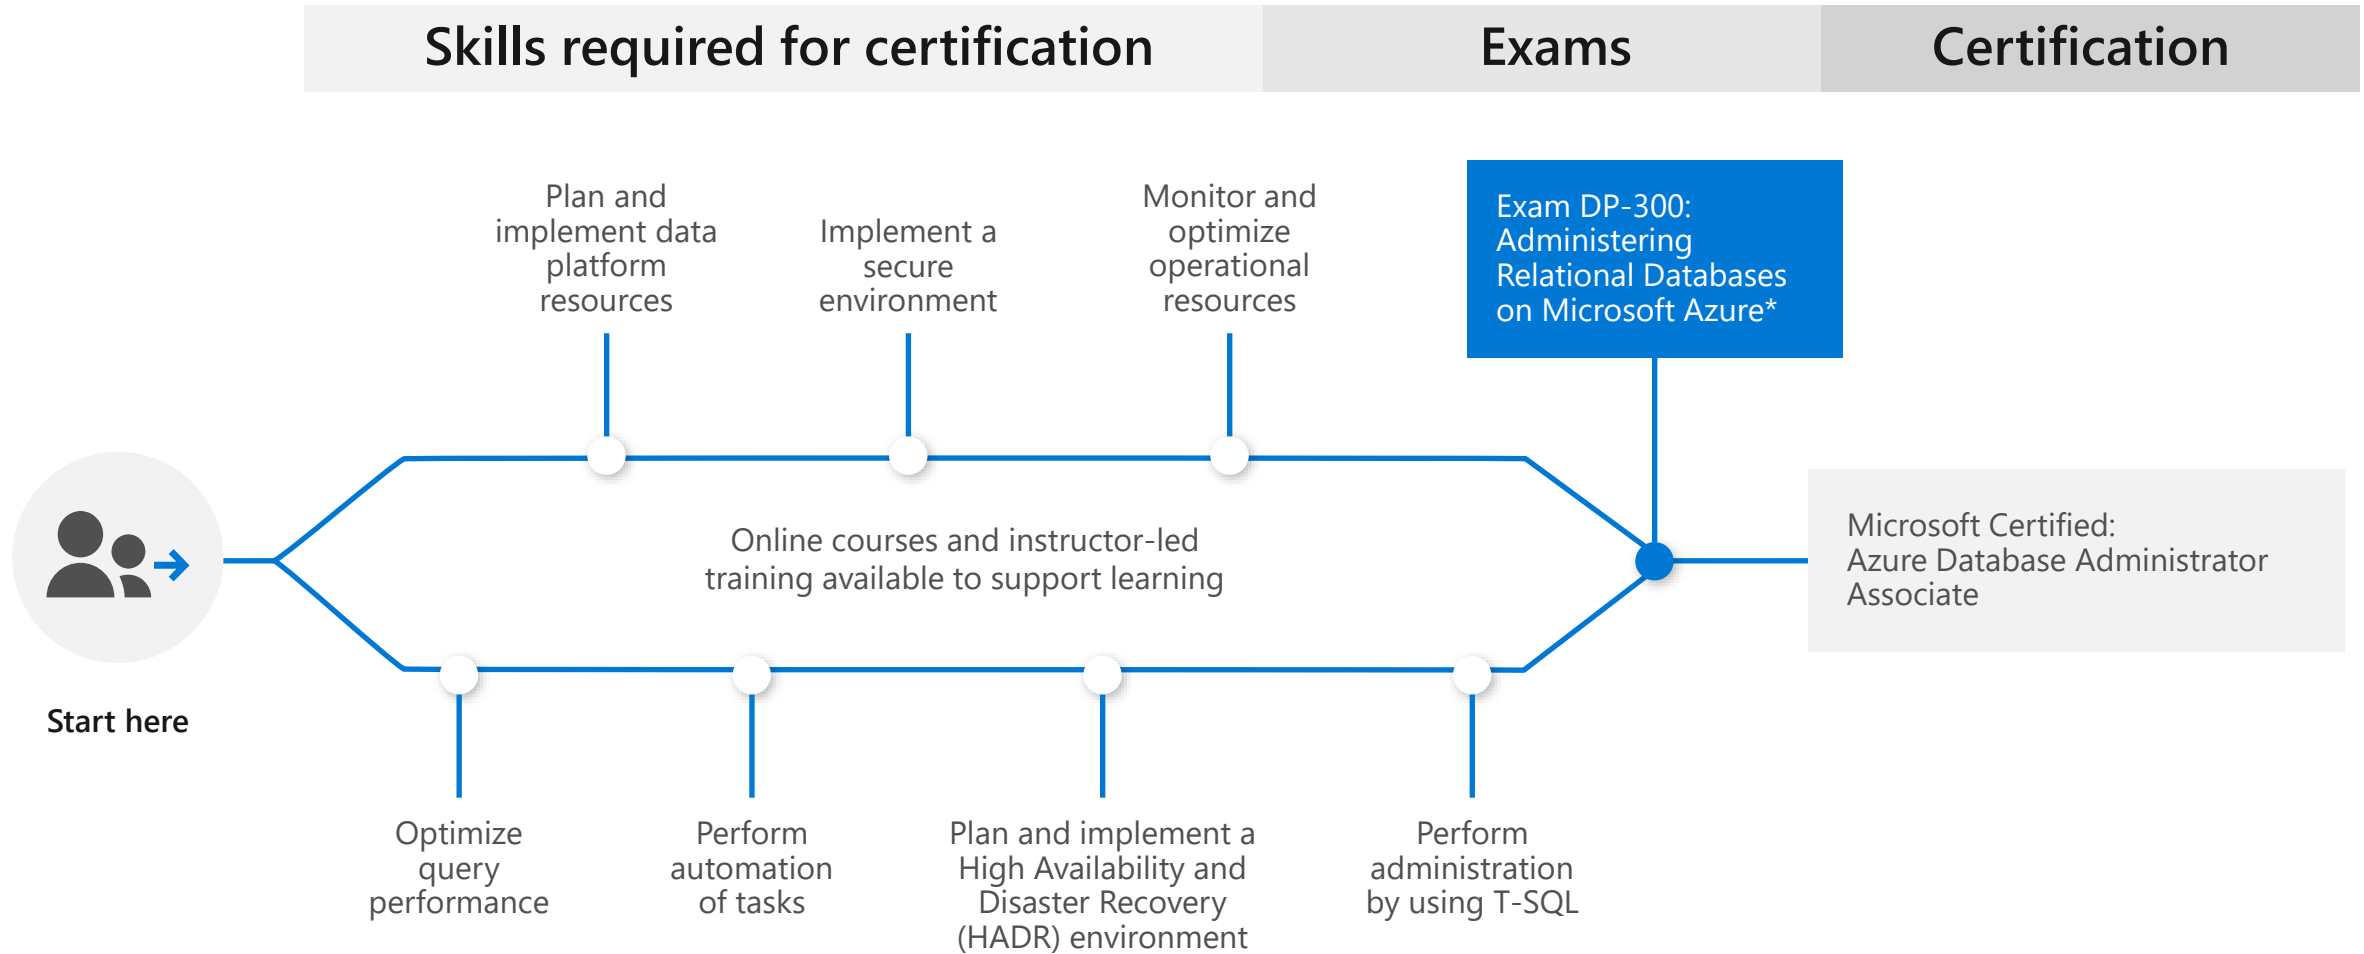 Skills required for certification
Exams
Certification
Plan and
implement data
platform
resources
Implement a
secure
environment
Monitor and
optimize
operational
resources
Exam DP-300:
Administering
Relational Databases
on Microsoft Azure*
Online courses and instructor-led
training available to support learning
Microsoft Certified:
Azure Database Administrator
Associate
Start here
Optimize
query
performance
Perform
automation
of tasks
Plan and implement a
High Availability and
Disaster Recovery
(HADR) environment
Perform
administration
by using T-SQL